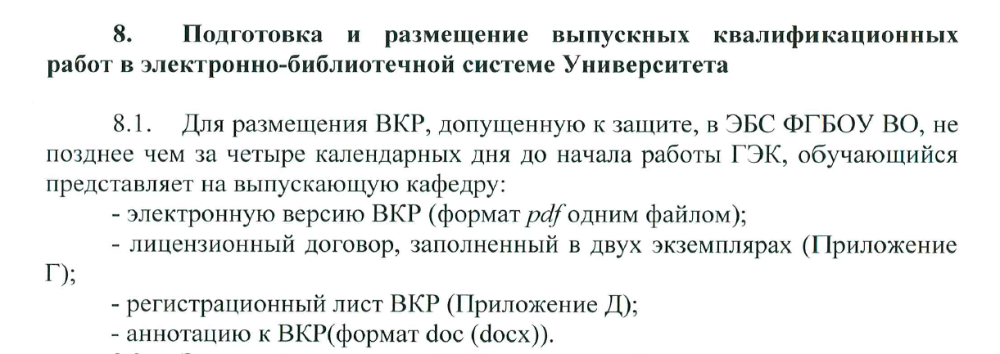 8. Подготовка и размещение выпускных квалификационных
работ в электронно-библиотечной системе Университета
8.1. Для размещения ВКР, допущенную к защите, в ЭБС ФГБОУ ВО, не
позднее чем за четыре календарных дня до начала работы ГЭК, обучающийся
представляет на выпускающую кафедру:
- электронную версию ВКР (формат pdf одним файлом);
- лицензионный договор, заполненный в двух экземплярах (Приложение
Г);
- регистрационный лист ВКР (Приложение Д);
- аннотацию к ВКР(формат doc (docx)).